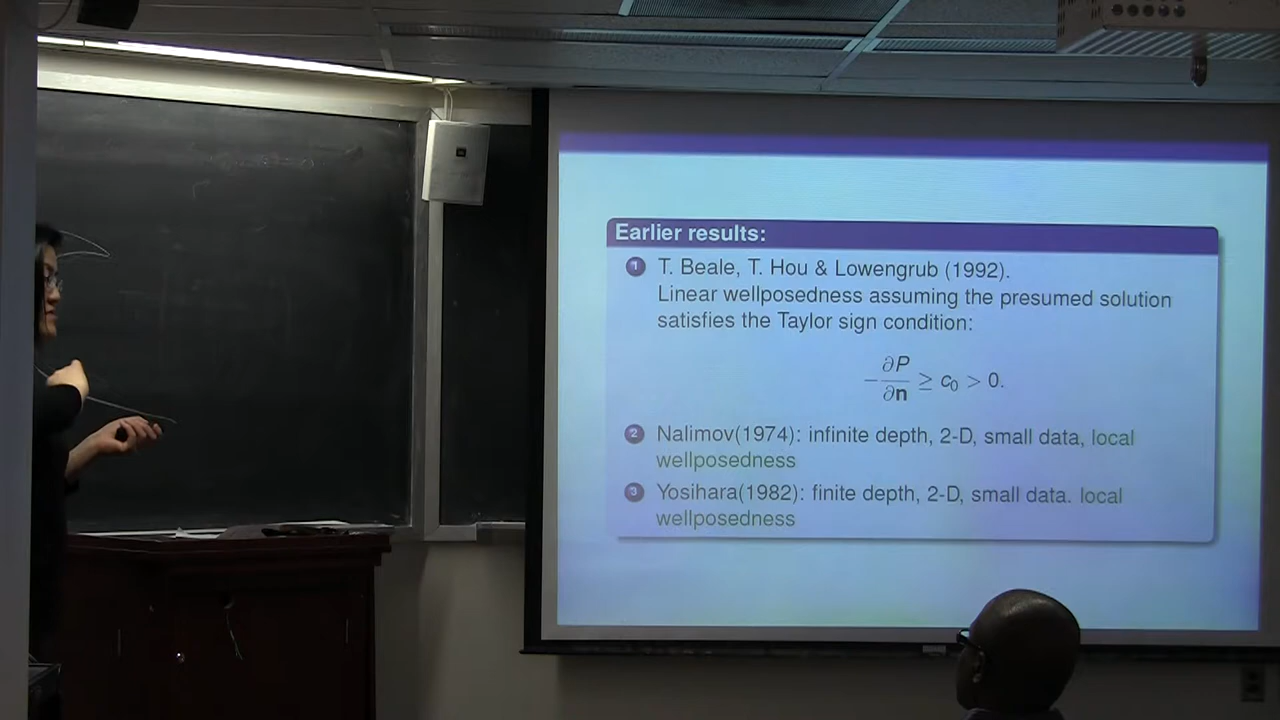 Earlier results:
1 T. Beale, T. Hou & Lowengrub (1992).
Linear wellposedness assuming the presumed solution
satisfies the Taylor sign condition:
−∂P/∂n ≥ c₀ > 0.
2 Nalimov(1974): infinite depth, 2-D, small data, local
wellposedness
3 Yosihara(1982): finite depth, 2-D, small data. local
wellposedness